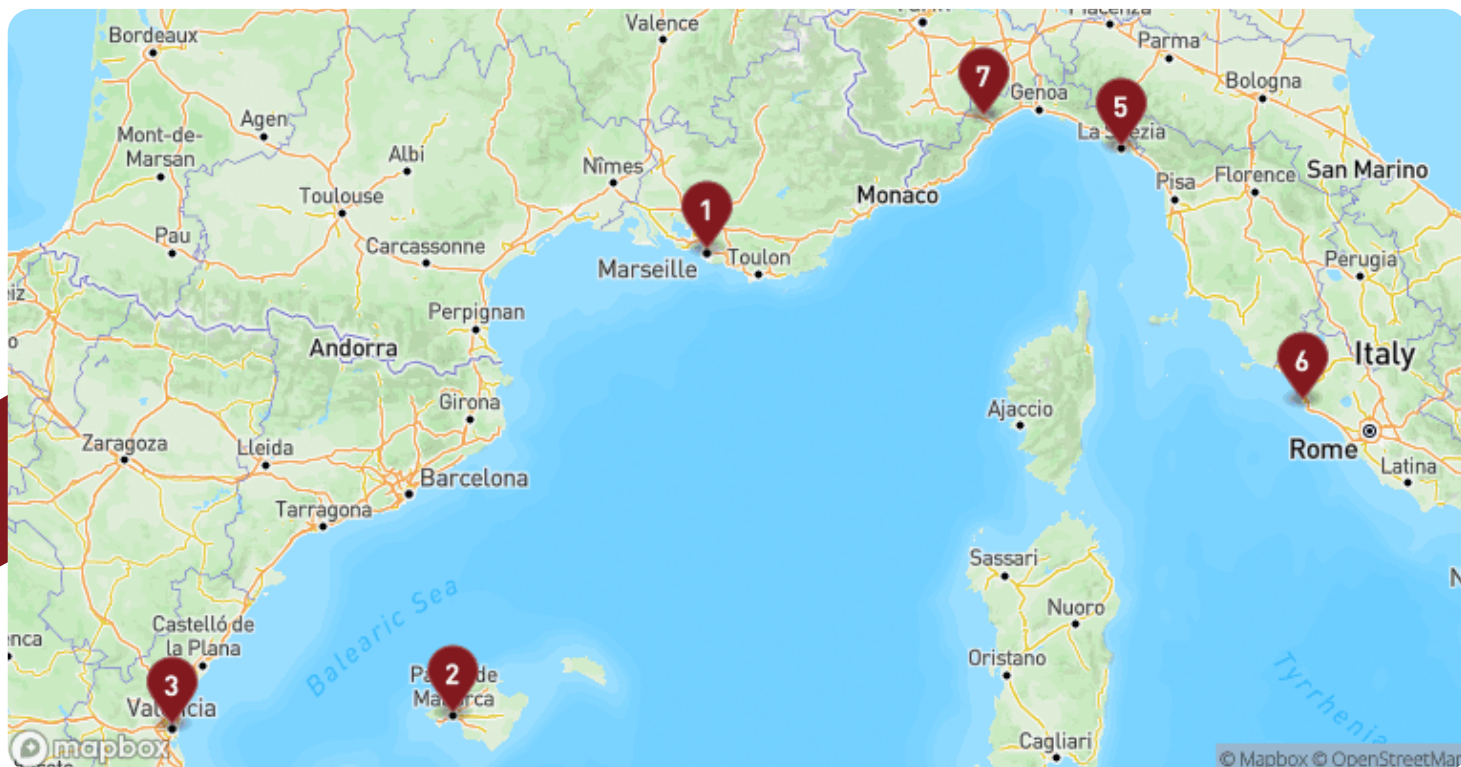 Bordeaux
Valence
Parma
Bologna
7
Genoa
5
Agen
Mont-de-
Marsan
Albi
Nîmes
San Marino
Toulouse
1
Monaco
Pisa
Florence
Pau
Carcassonne
Marseille
Toulon
Perugia
Perpignan
Andorra
6
Italy
Girona
Ajaccio
Zaragoza
Lleida
Barcelona
Rome
Latina
Tarragona
Sassari
Balearic Sea
Nuoro
Castelló de
la Plana
Oristano
2
3
Tyrrhenia
Cagliari
mapbox
© Mapbox © OpenStreetMap